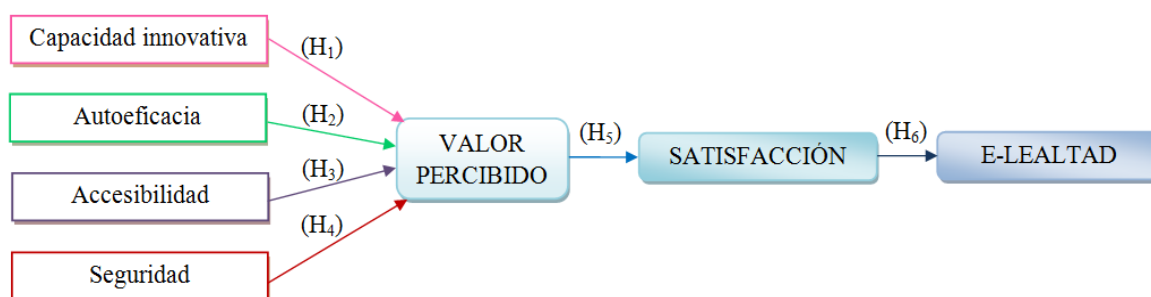 Capacidad innovativa
(H₁)
Autoeficacia
(H₂)
Accesibilidad
(H₃)
Seguridad
(H₄)
VALOR
PERCIBIDO
(H₅)
SATISFACCIÓN
(H₆)
E-LEALTAD